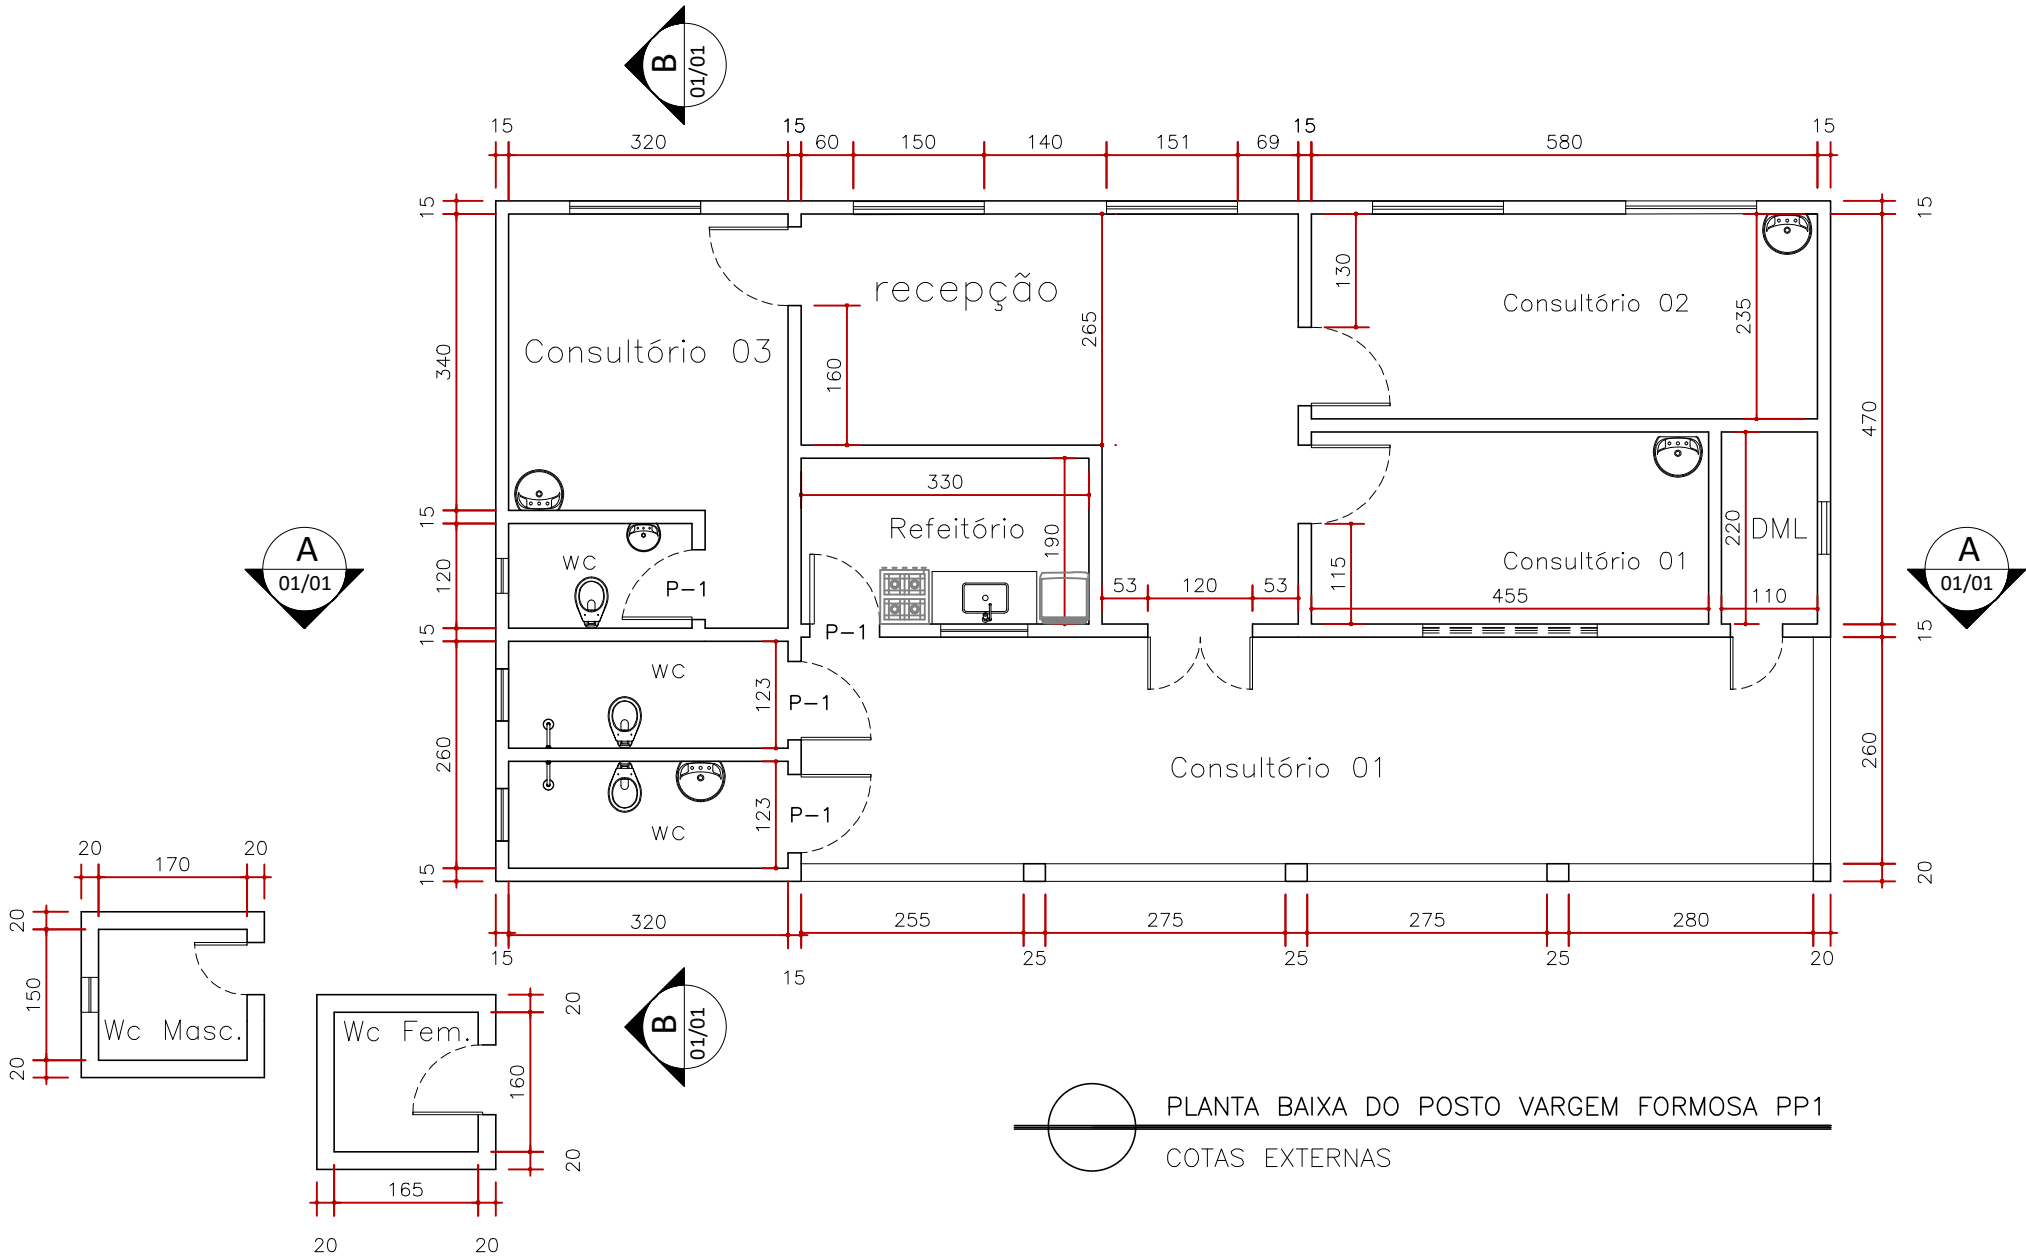 B
01/01
15
320
15
60
150
140
151
69
15
580
15
15
15
recepção
130
Consultório 02
235
265
Consultório 03
160
340
470
330
Refeitório
190
220
DML
15
A
01/01
120
WC
P-1
53
120
53
115
Consultório 01
455
110
A
01/01
15
P-1
15
WC
123
P-1
260
Consultório 01
260
WC
123
P-1
15
20
320
255
275
275
280
15
15
25
25
25
20
20
170
20
20
150
Wc Masc.
20
Wc Fem.
20
160
20
165
20
20
B
01/01
PLANTA BAIXA DO POSTO VARGEM FORMOSA PP1
COTAS EXTERNAS